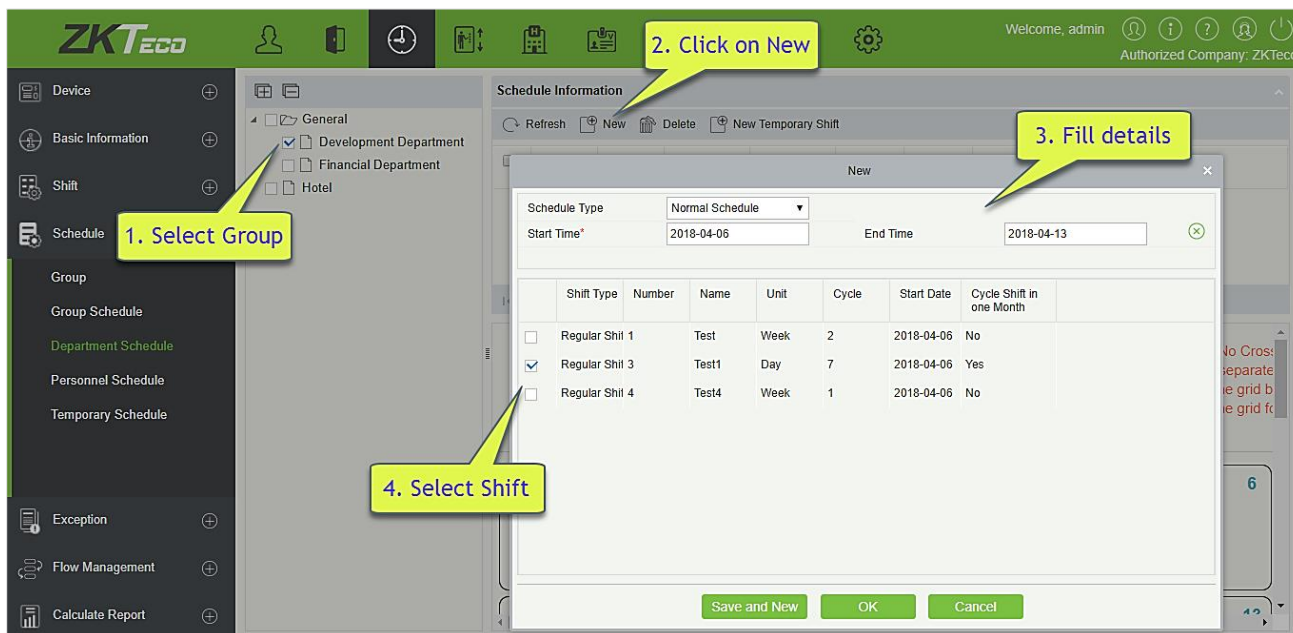 ZKTeco
Welcome, admin
Authorized Company: ZKTeco
2. Click on New
Device
Basic Information
Shift
Schedule
Group
Group Schedule
Department Schedule
Personnel Schedule
Temporary Schedule
Exception
Flow Management
Calculate Report
General
Development Department
Financial Department
Hotel
1. Select Group
Schedule Information
Refresh New Delete New Temporary Shift
3. Fill details
New
Schedule Type Normal Schedule
Start Time* 2018-04-06 End Time 2018-04-13
Shift Type Number Name Unit Cycle Start Date Cycle Shift in
one Month
Regular Shif 1 Test Week 2 2018-04-06 No
Regular Shif 3 Test1 Day 7 2018-04-06 Yes
Regular Shif 4 Test4 Week 1 2018-04-06 No
4. Select Shift
Save and New OK Cancel
No Cross
separate
e grid b
e grid fo
6